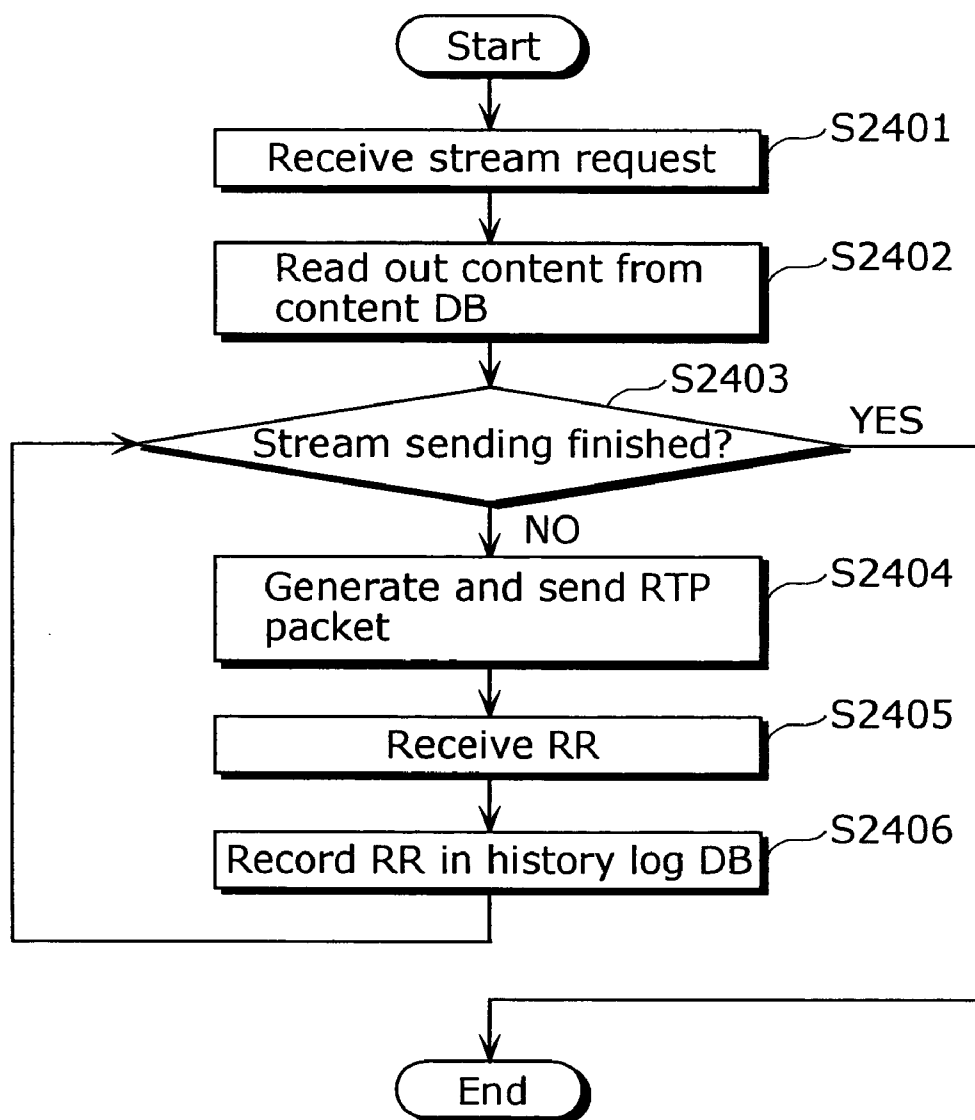 Start
S2401
Receive stream request
S2402
Read out content from
content DB
S2403
Stream sending finished?
YES
NO
S2404
Generate and send RTP
packet
S2405
Receive RR
S2406
Record RR in history log DB
End